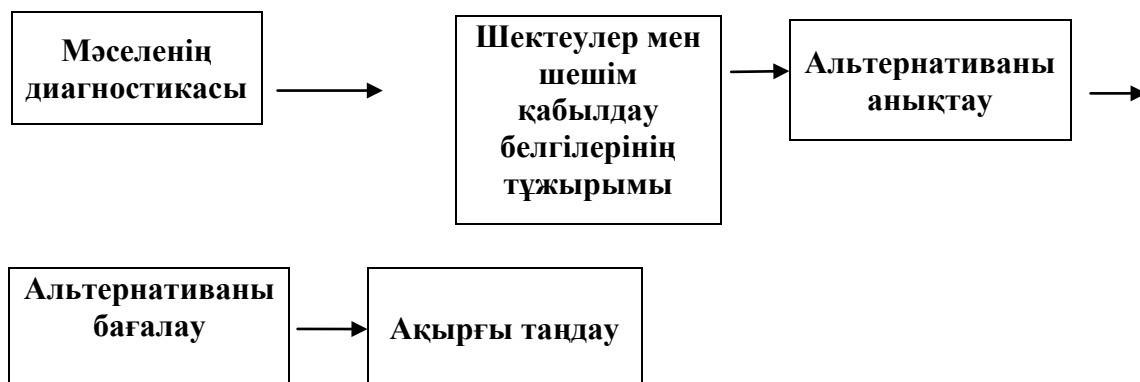 Мәселенің
диагностикасы
Шектеулер мен
шешім
қабылдау
белгілерінің
тұжырымы
Альтернативаны
анықтау
Альтернативаны
бағалау
Ақырғы таңдау